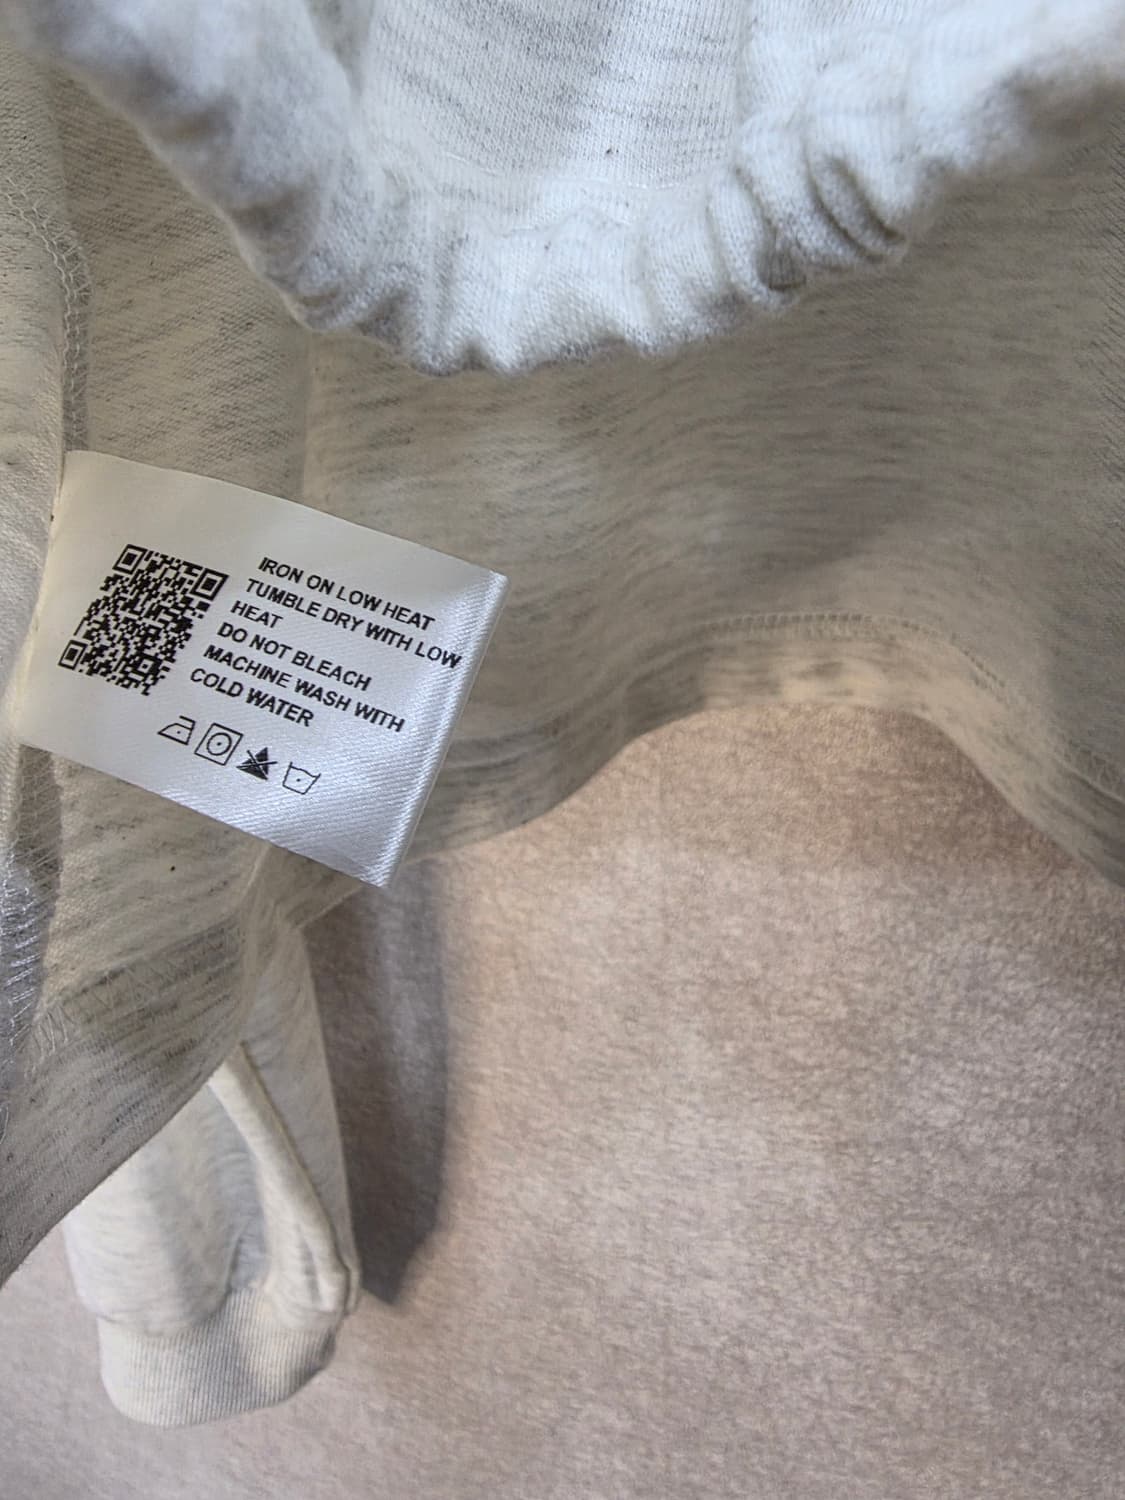 IRON ON LOW HEAT
TUMBLE DRY WITH LOW
HEAT
DO NOT BLEACH
MACHINE WASH WITH
COLD WATER